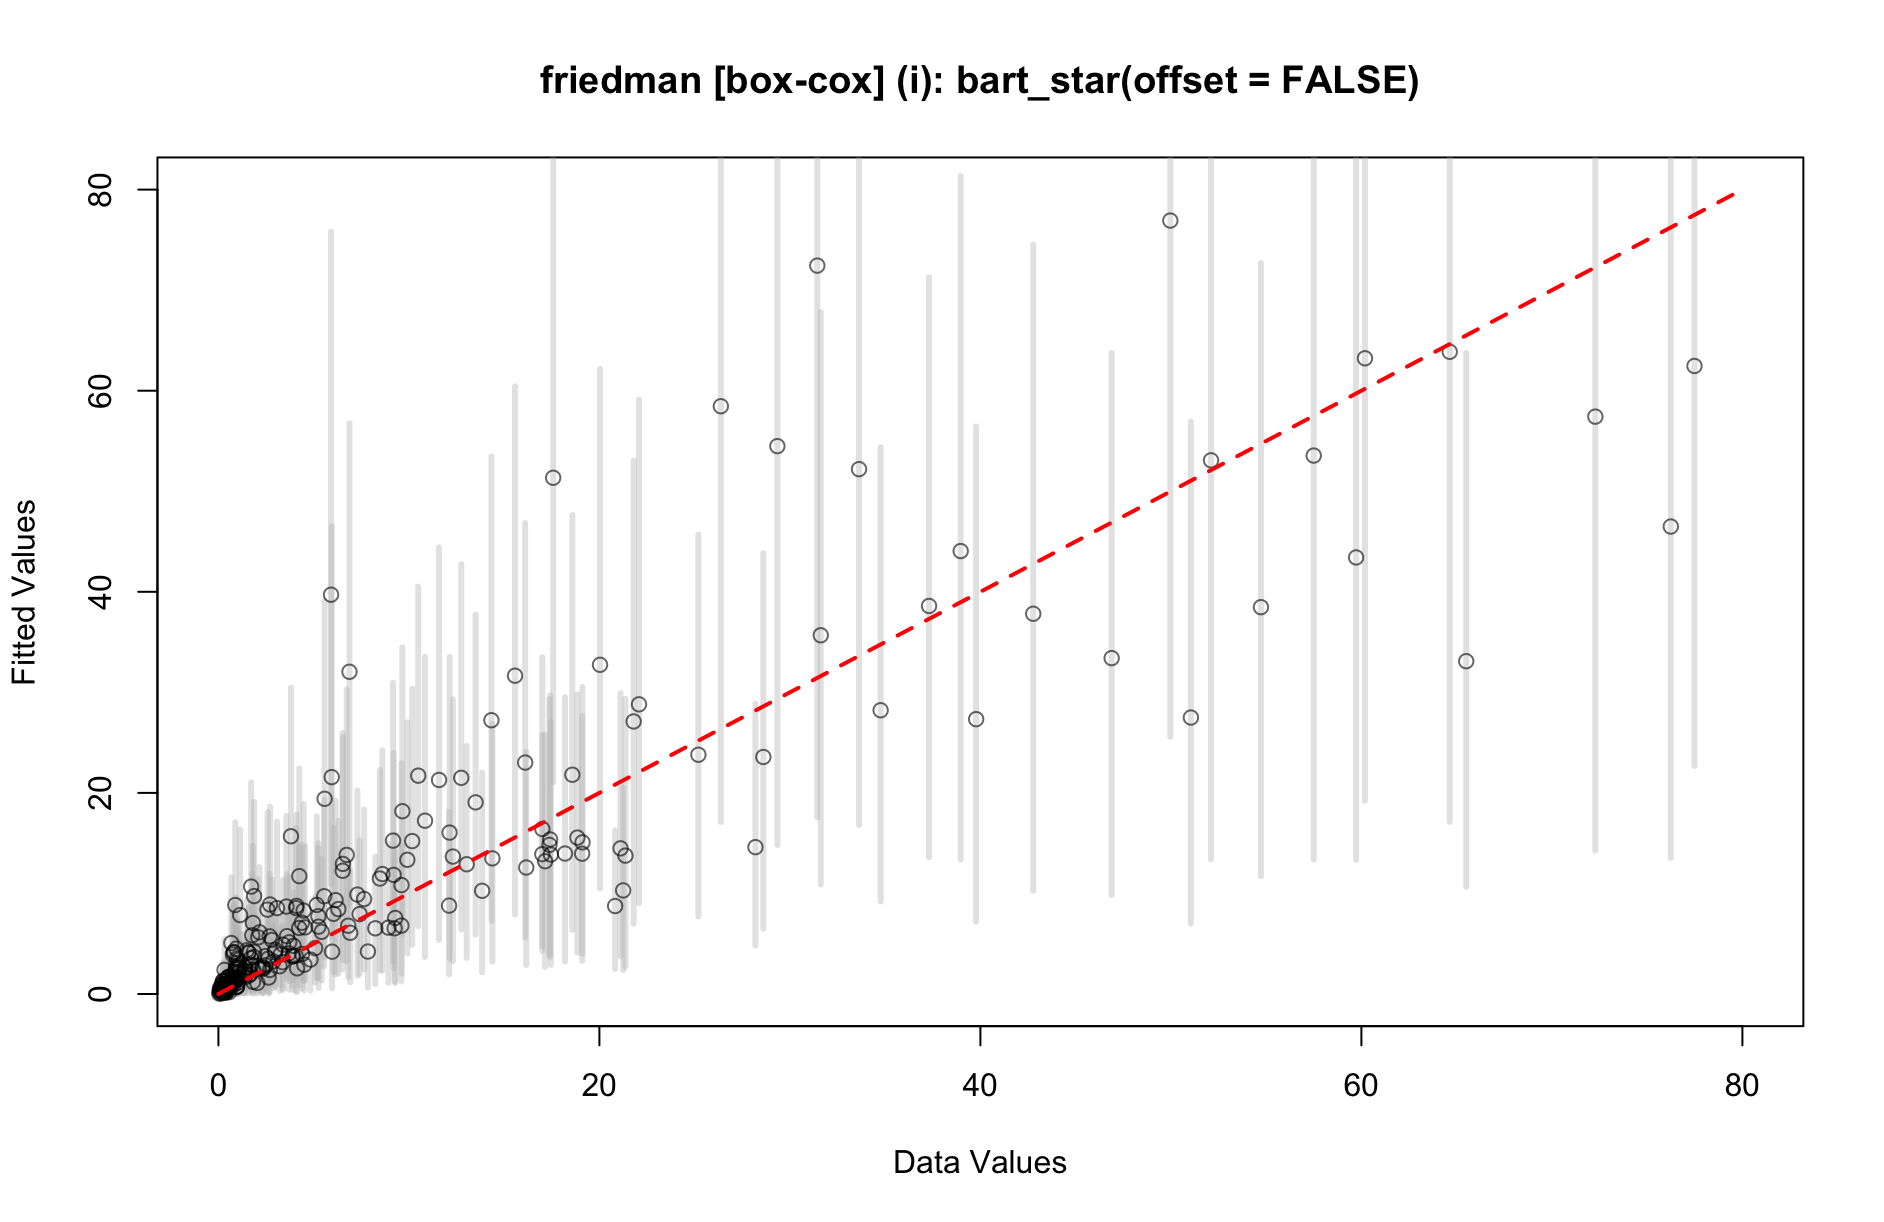 friedman [box-cox] (i): bart_star(offset = FALSE)
Fitted Values
80
60
40
20
0
0 20 40 60 80
Data Values